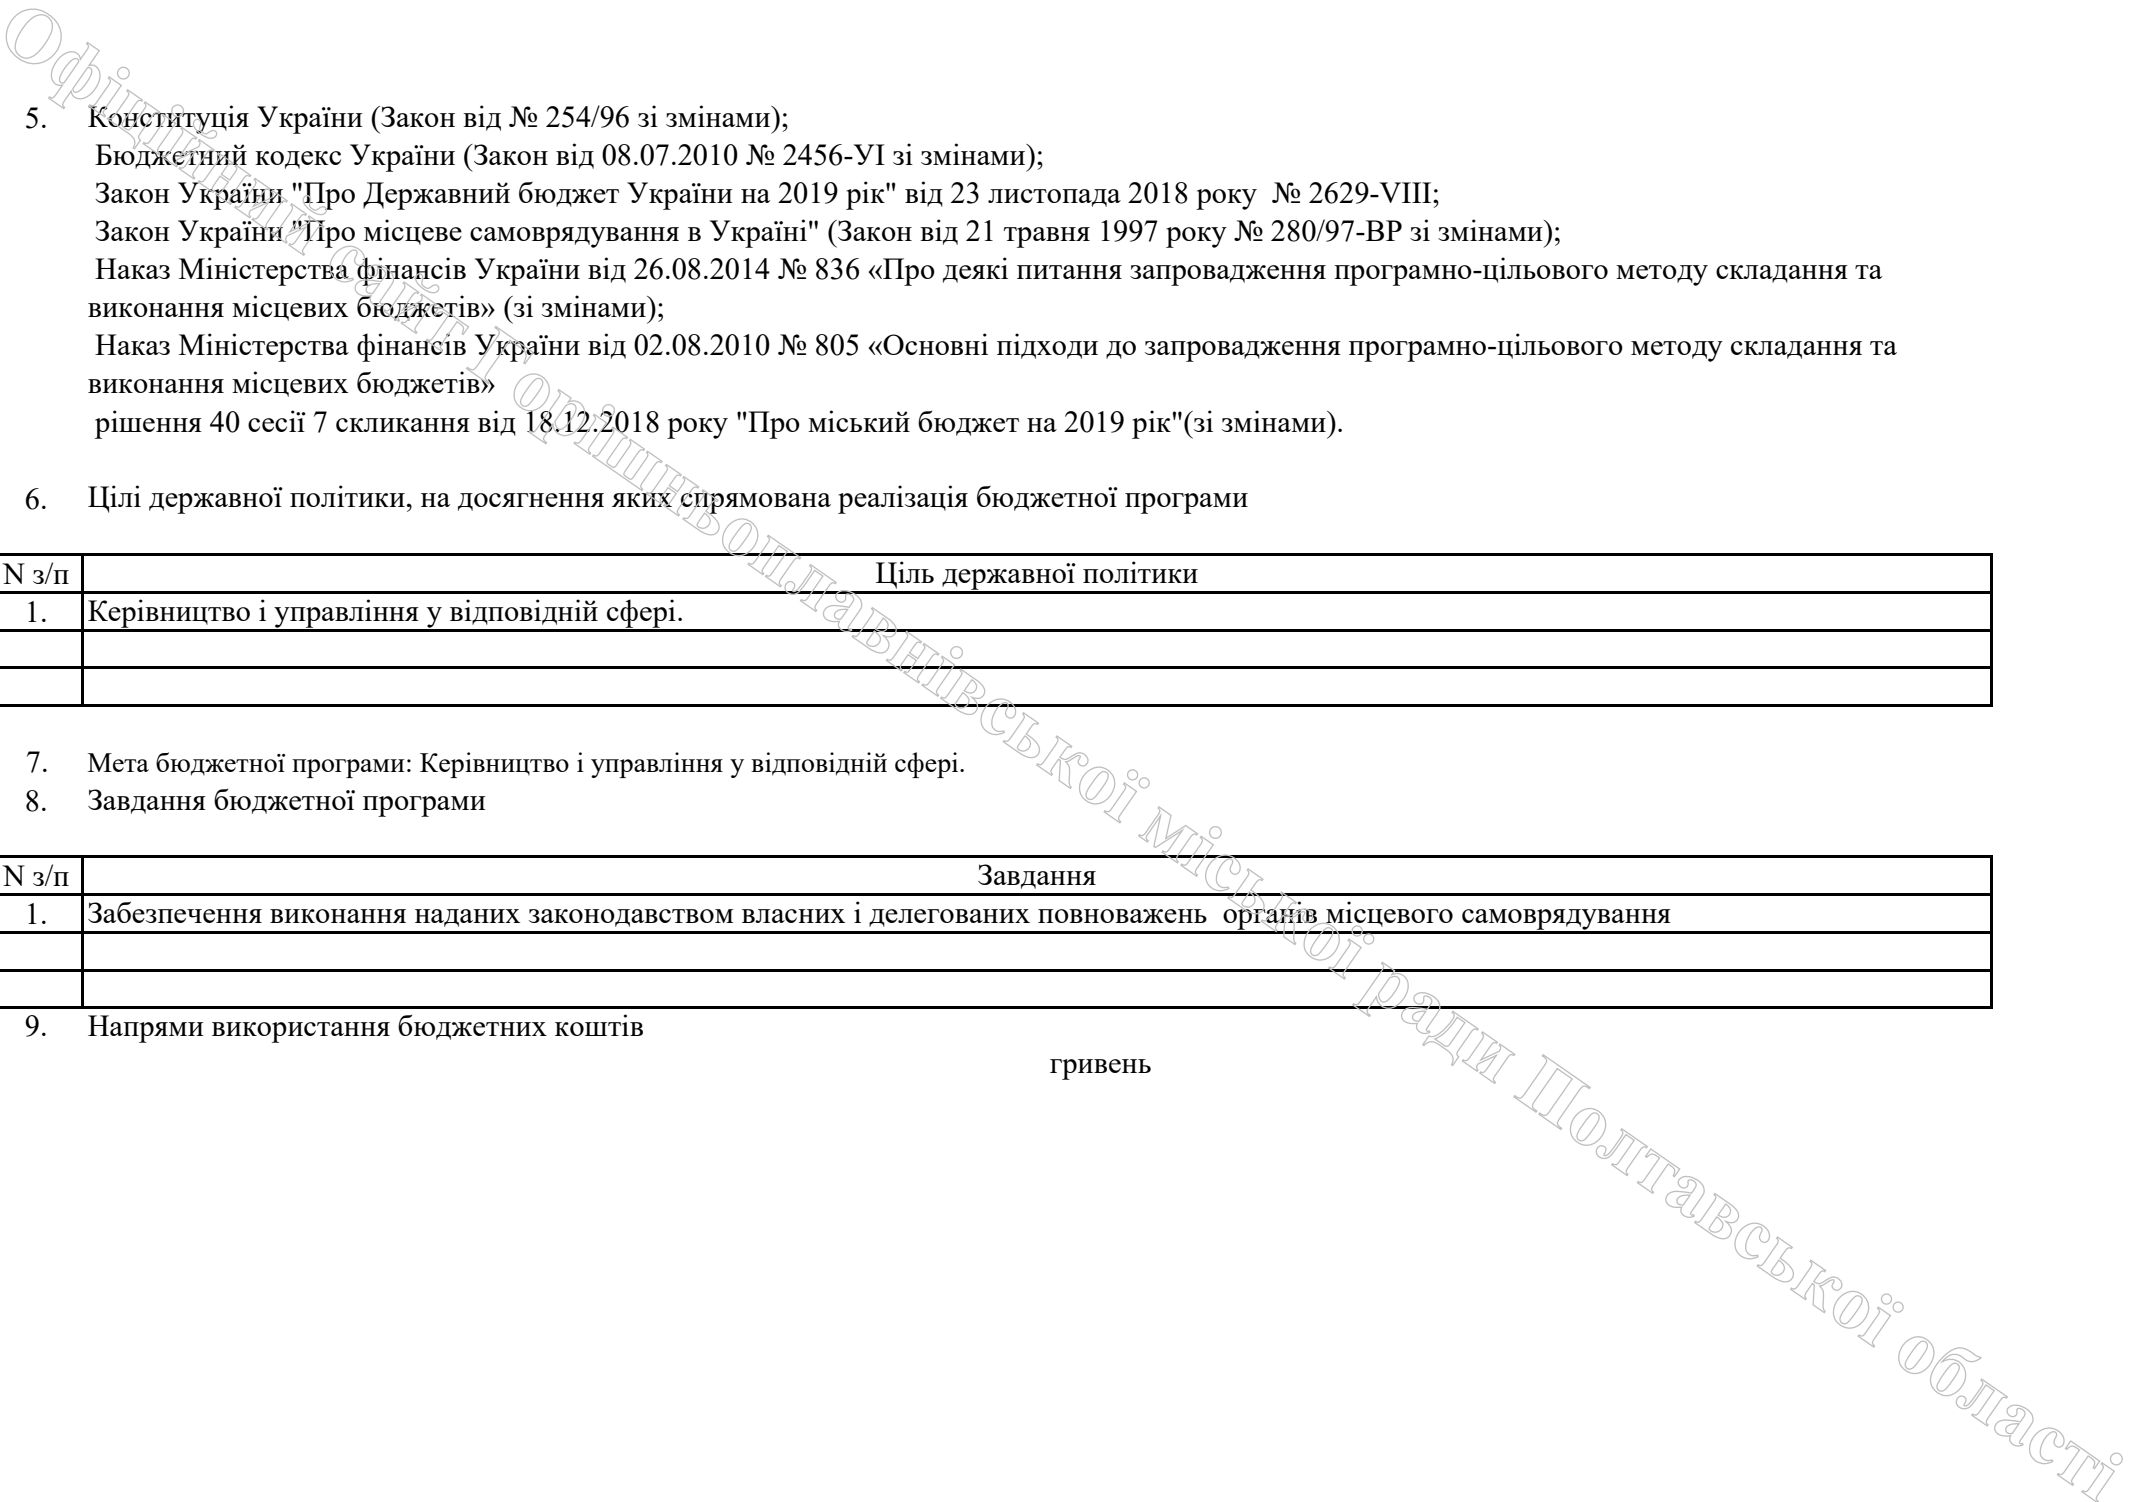 5. Конституція України (Закон від № 254/96 зі змінами);
Бюджетний кодекс України (Закон від 08.07.2010 № 2456-УІ зі змінами);
Закон України "Про Державний бюджет України на 2019 рік" від 23 листопада 2018 року № 2629-VIII;
Закон України "Про місцеве самоврядування в Україні" (Закон від 21 травня 1997 року № 280/97-ВР зі змінами);
Наказ Міністерства фінансів України від 26.08.2014 № 836 «Про деякі питання запровадження програмно-цільового методу складання та
виконання місцевих бюджетів» (зі змінами);
Наказ Міністерства фінансів України від 02.08.2010 № 805 «Основні підходи до запровадження програмно-цільового методу складання та
виконання місцевих бюджетів»
рішення 40 сесії 7 скликання від 18.12.2018 року "Про міський бюджет на 2019 рік"(зі змінами).
6. Цілі державної політики, на досягнення яких спрямована реалізація бюджетної програми
N з/п Ціль державної політики
1. Керівництво і управління у відповідній сфері.
7. Мета бюджетної програми: Керівництво і управління у відповідній сфері.
8. Завдання бюджетної програми
N з/п Завдання
1. Забезпечення виконання наданих законодавством власних і делегованих повноважень органів місцевого самоврядування
9. Напрями використання бюджетних коштів
гривень
Офіційний сайт Горішньоплавнівської міської ради Полтавської області